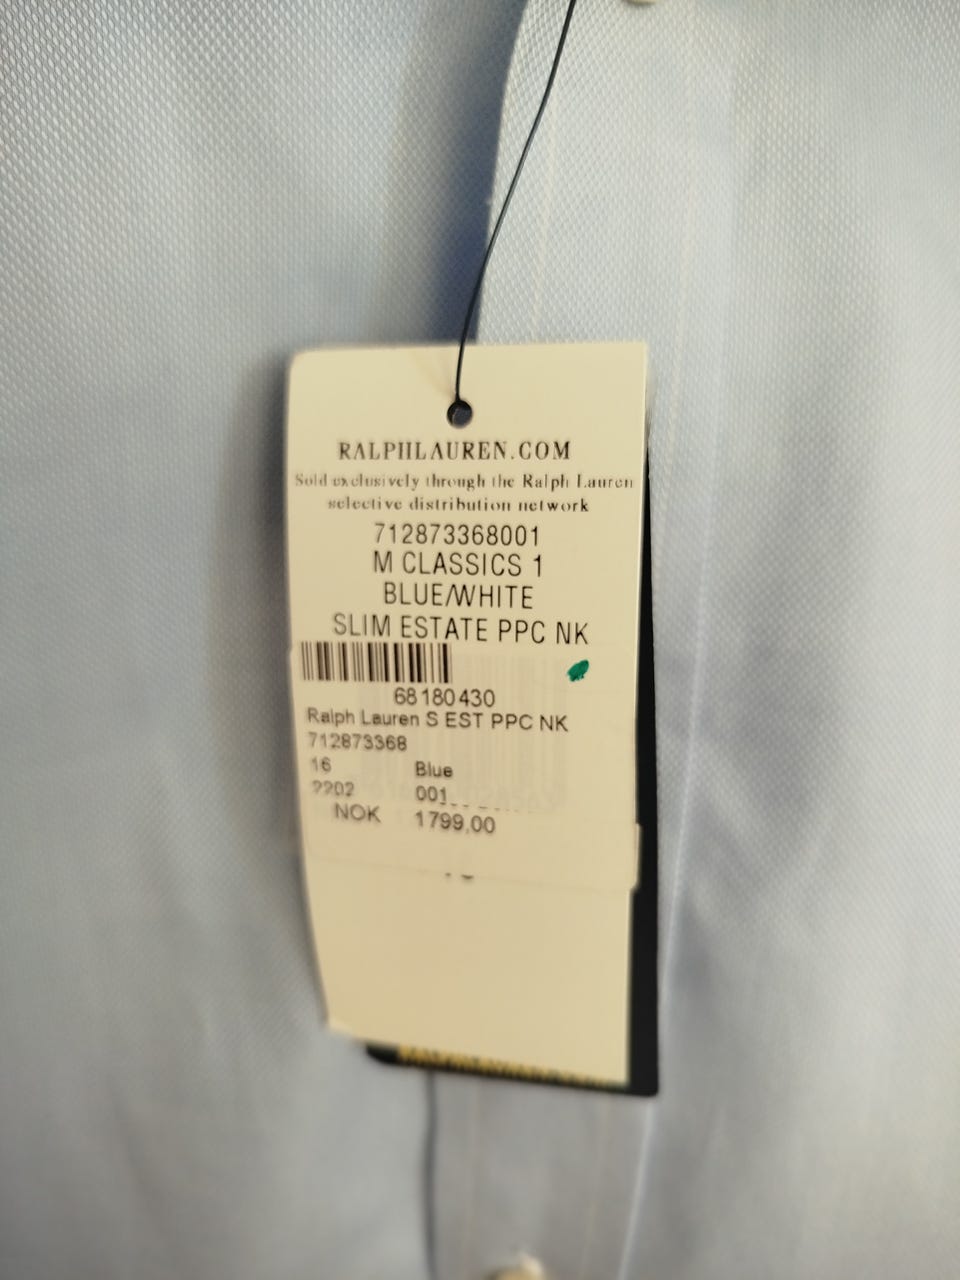 RALPHLAUREN.COM
Sold exclusively through the Ralph Lauren
selective distribution network
712873368001
M CLASSICS 1
BLUE/WHITE
SLIM ESTATE PPC NK
68180430
Ralph Lauren S EST PPC NK
712873368
16 Blue
2202 001
NOK 1799,00